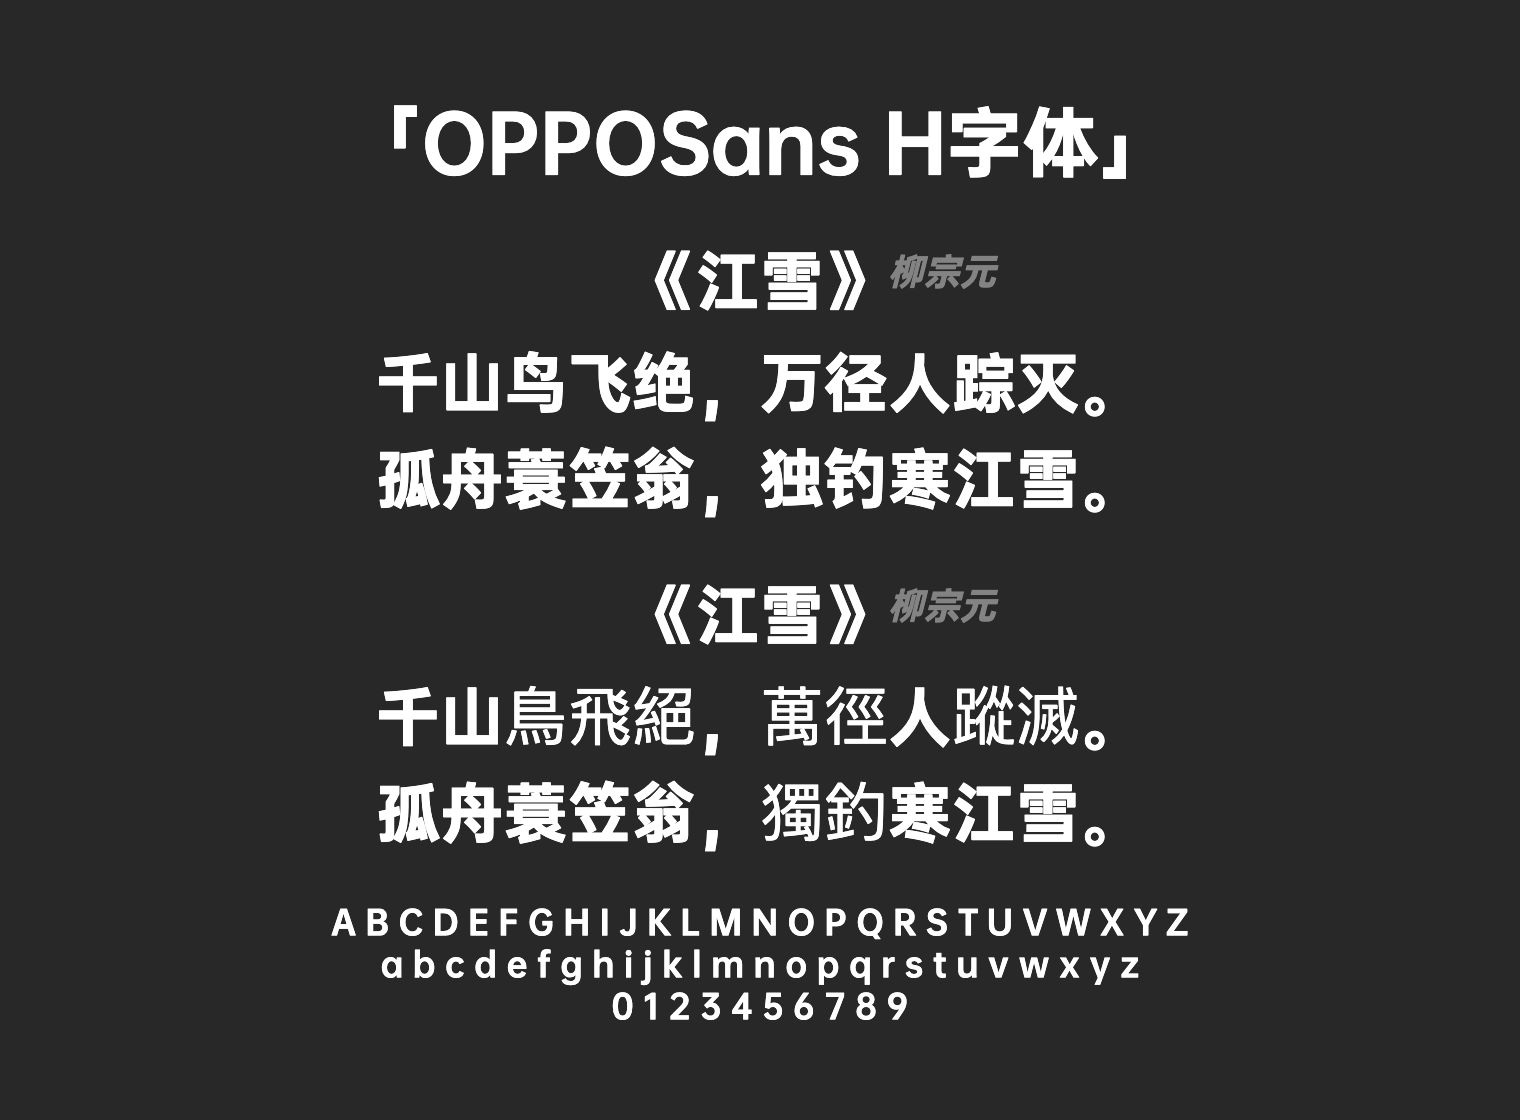 「OPPOSans H字体」
《江雪》柳宗元
千山鸟飞绝，万径人踪灭。
孤舟蓑笠翁，独钓寒江雪。
《江雪》柳宗元
千山鳥飛絕，萬徑人蹤滅。
孤舟蓑笠翁，獨釣寒江雪。
A B C D E F G H I J K L M N O P Q R S T U V W X Y Z
a b c d e f g h i j k l m n o p q r s t u v w x y z
0 1 2 3 4 5 6 7 8 9